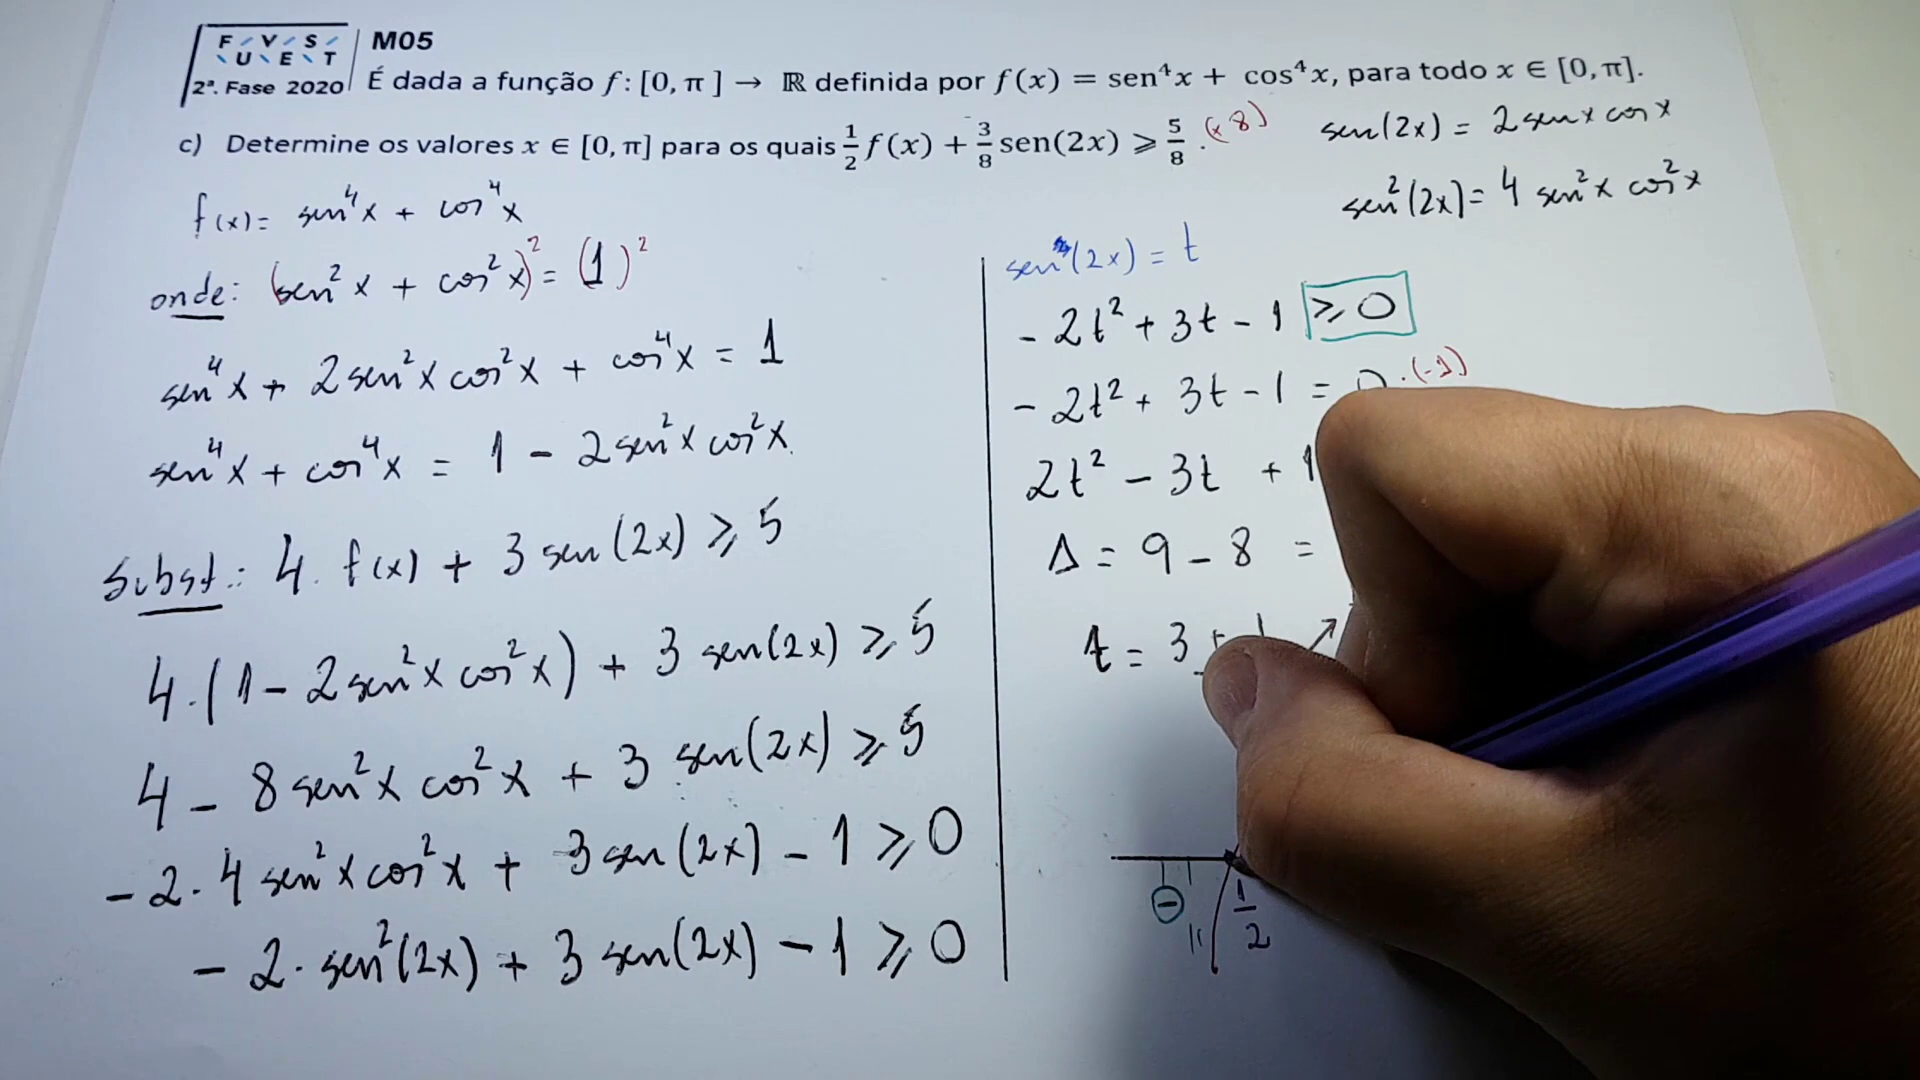 F V S
U E T
2ª. Fase 2020
M05
É dada a função f: [0, π ] → ℝ definida por f(x) = sen⁴x + cos⁴x, para todo x ∈ [0, π].
c) Determine os valores x ∈ [0, π] para os quais 1/2 f(x) + 3/8 sen(2x) ⩾ 5/8 . (x 8)
sen(2x) = 2 sen x cos x
sen²(2x) = 4 sen²x cos²x
f(x) = sen⁴x + cos⁴x
onde: (sen²x + cos²x)² = (1)²
sen⁴x + 2sen²x cos²x + cos⁴x = 1
sen⁴x + cos⁴x = 1 - 2sen²x cos²x.
Subst.: 4. f(x) + 3 sen(2x) ⩾ 5
4.(1 - 2sen²x cos²x) + 3 sen(2x) ⩾ 5
4 - 8sen²x cos²x + 3 sen(2x) ⩾ 5
- 2.4 sen²x cos²x + 3 sen(2x) - 1 ⩾ 0
- 2. sen²(2x) + 3 sen(2x) - 1 ⩾ 0
sen(2x) = t
- 2t² + 3t - 1 ⩾ 0
- 2t² + 3t - 1 = 0 .(-1)
2t² - 3t + 1
Δ = 9 - 8 =
t = 3
-
1/2